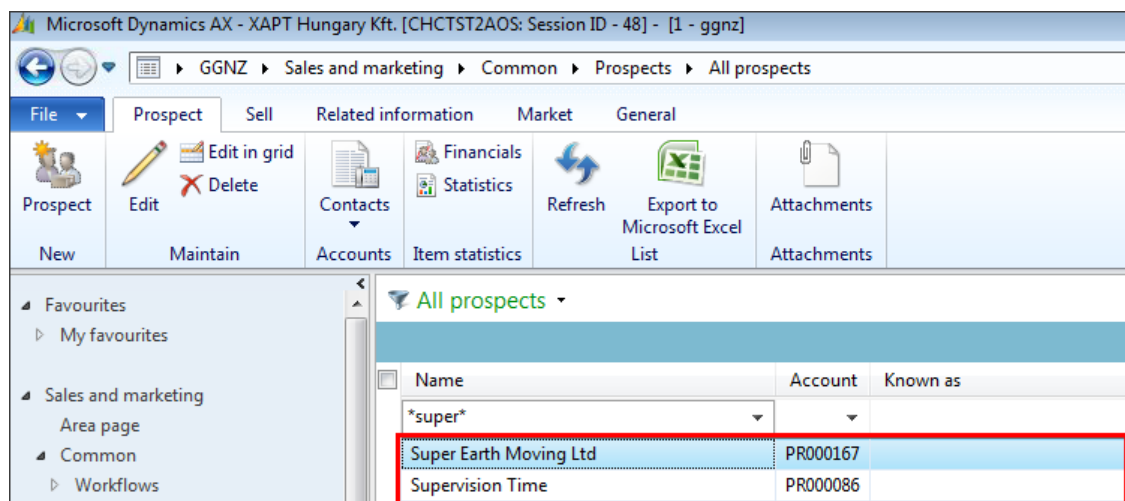 Microsoft Dynamics AX - XAPT Hungary Kft. [CHCTST2AOS: Session ID - 48] - [1 - ggnz]
GGNZ Sales and marketing Common Prospects All prospects
File Prospect Sell Related information Market General
Prospect
Edit
Edit in grid
Delete
Contacts
Financials
Statistics
Refresh
Export to
Microsoft Excel
Attachments
New Maintain Accounts Item statistics List Attachments
Favourites
My favourites
Sales and marketing
Area page
Common
Workflows
All prospects
Name Account Known as
*super*
Super Earth Moving Ltd PR000167
Supervision Time PR000086